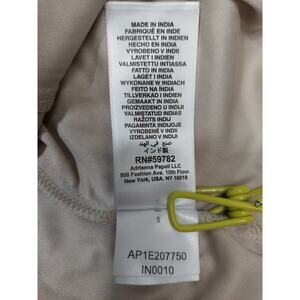 MADE IN INDIA
FABRIQUÉ EN INDE
HERGESTELLT IN INDIEN
HECHO EN INDIA
VYROBENO V INDII
LAVET I INDIEN
VALMISTETTU INTIASSA
FATTO IN INDIA
LAGET I INDIA
WYKONANE W INDIACH
FEITO NA ÍNDIA
TILLVERKAD I INDIEN
GEMAAKT IN INDIA
PROIZVEDENO U INDIJI
VALMISTATUD INDIAS
RAŽOTS INDIJĀ
PAGAMINTA INDIJOJE
VYROBENÉ V INDII
IZDELANO V INDIJI
صنع في الهند
インド製
RN#59782
Adrianna Papell LLC
500 Fashion Ave. 10th Floor.
New York, USA. NY 10018
5
AP1E207750
IN0010